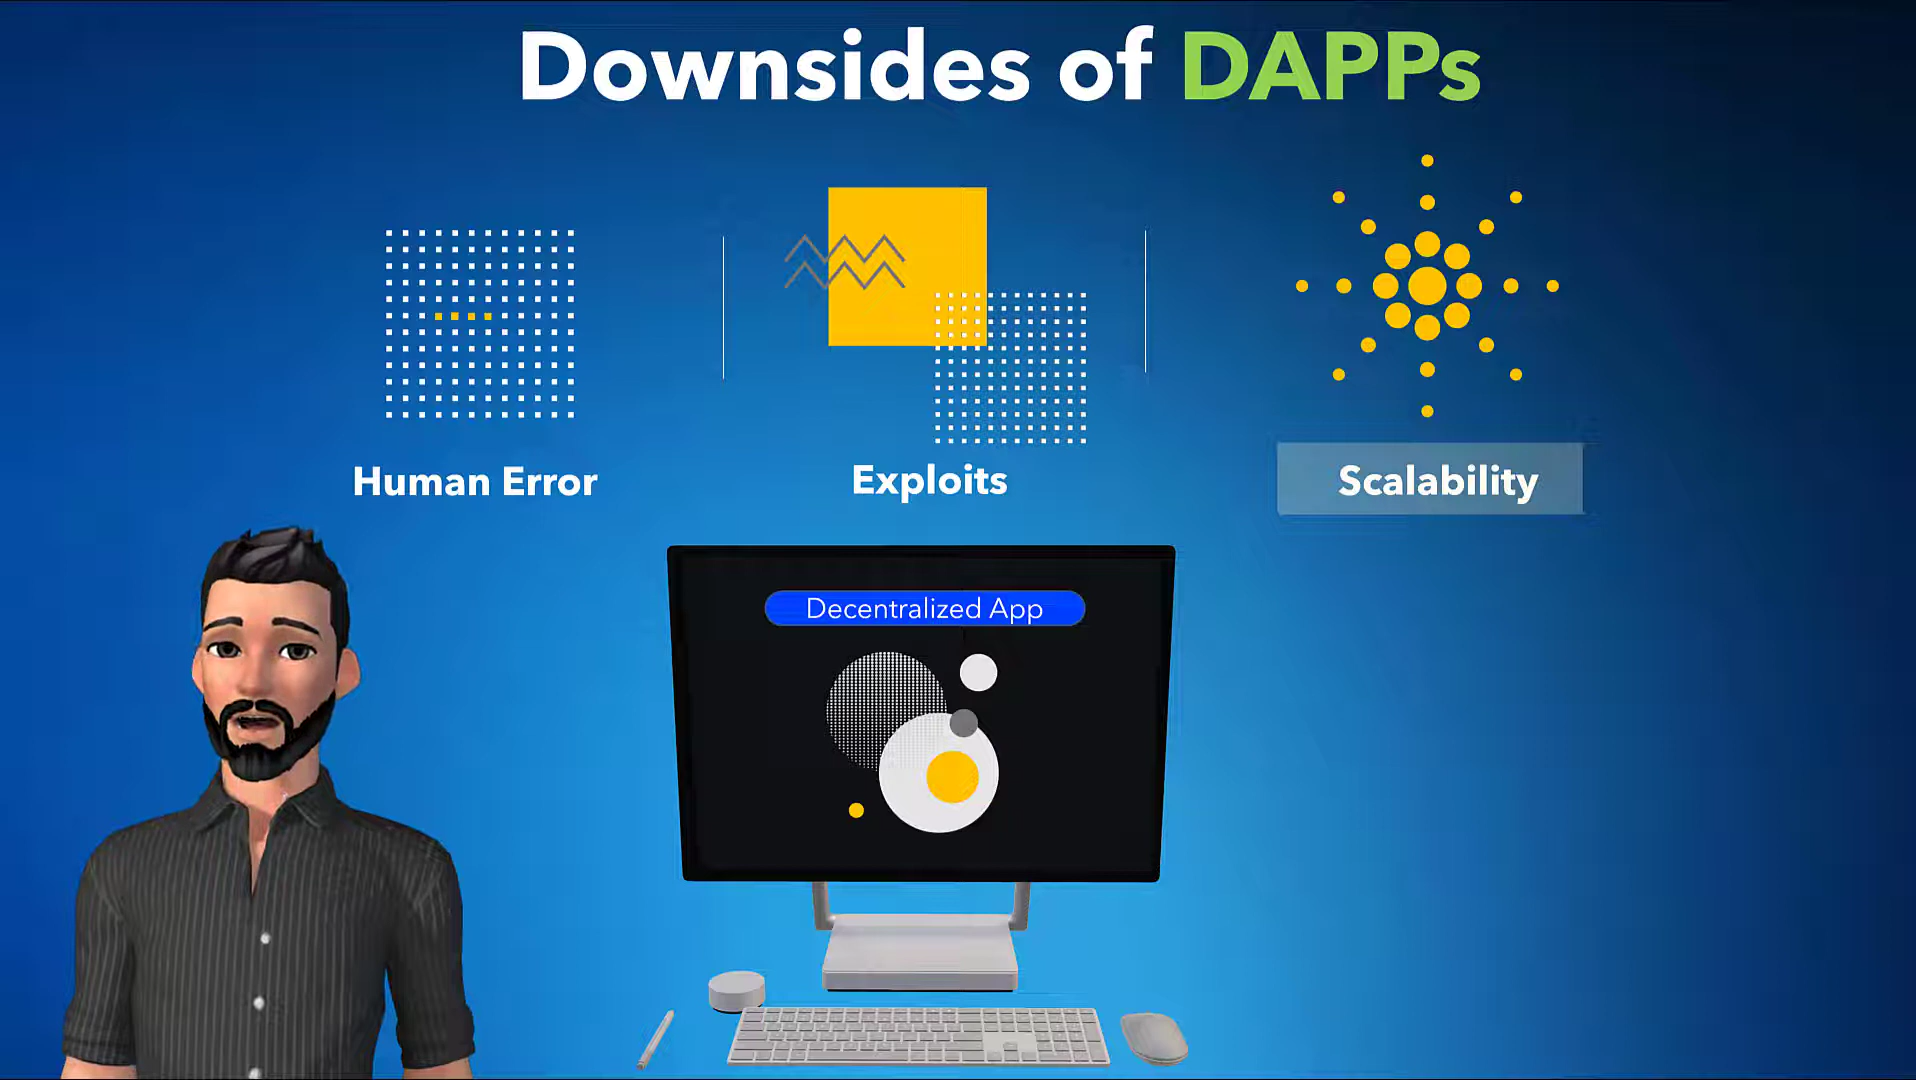 Downsides of DAPPs
Human Error
Exploits
Scalability
Decentralized App